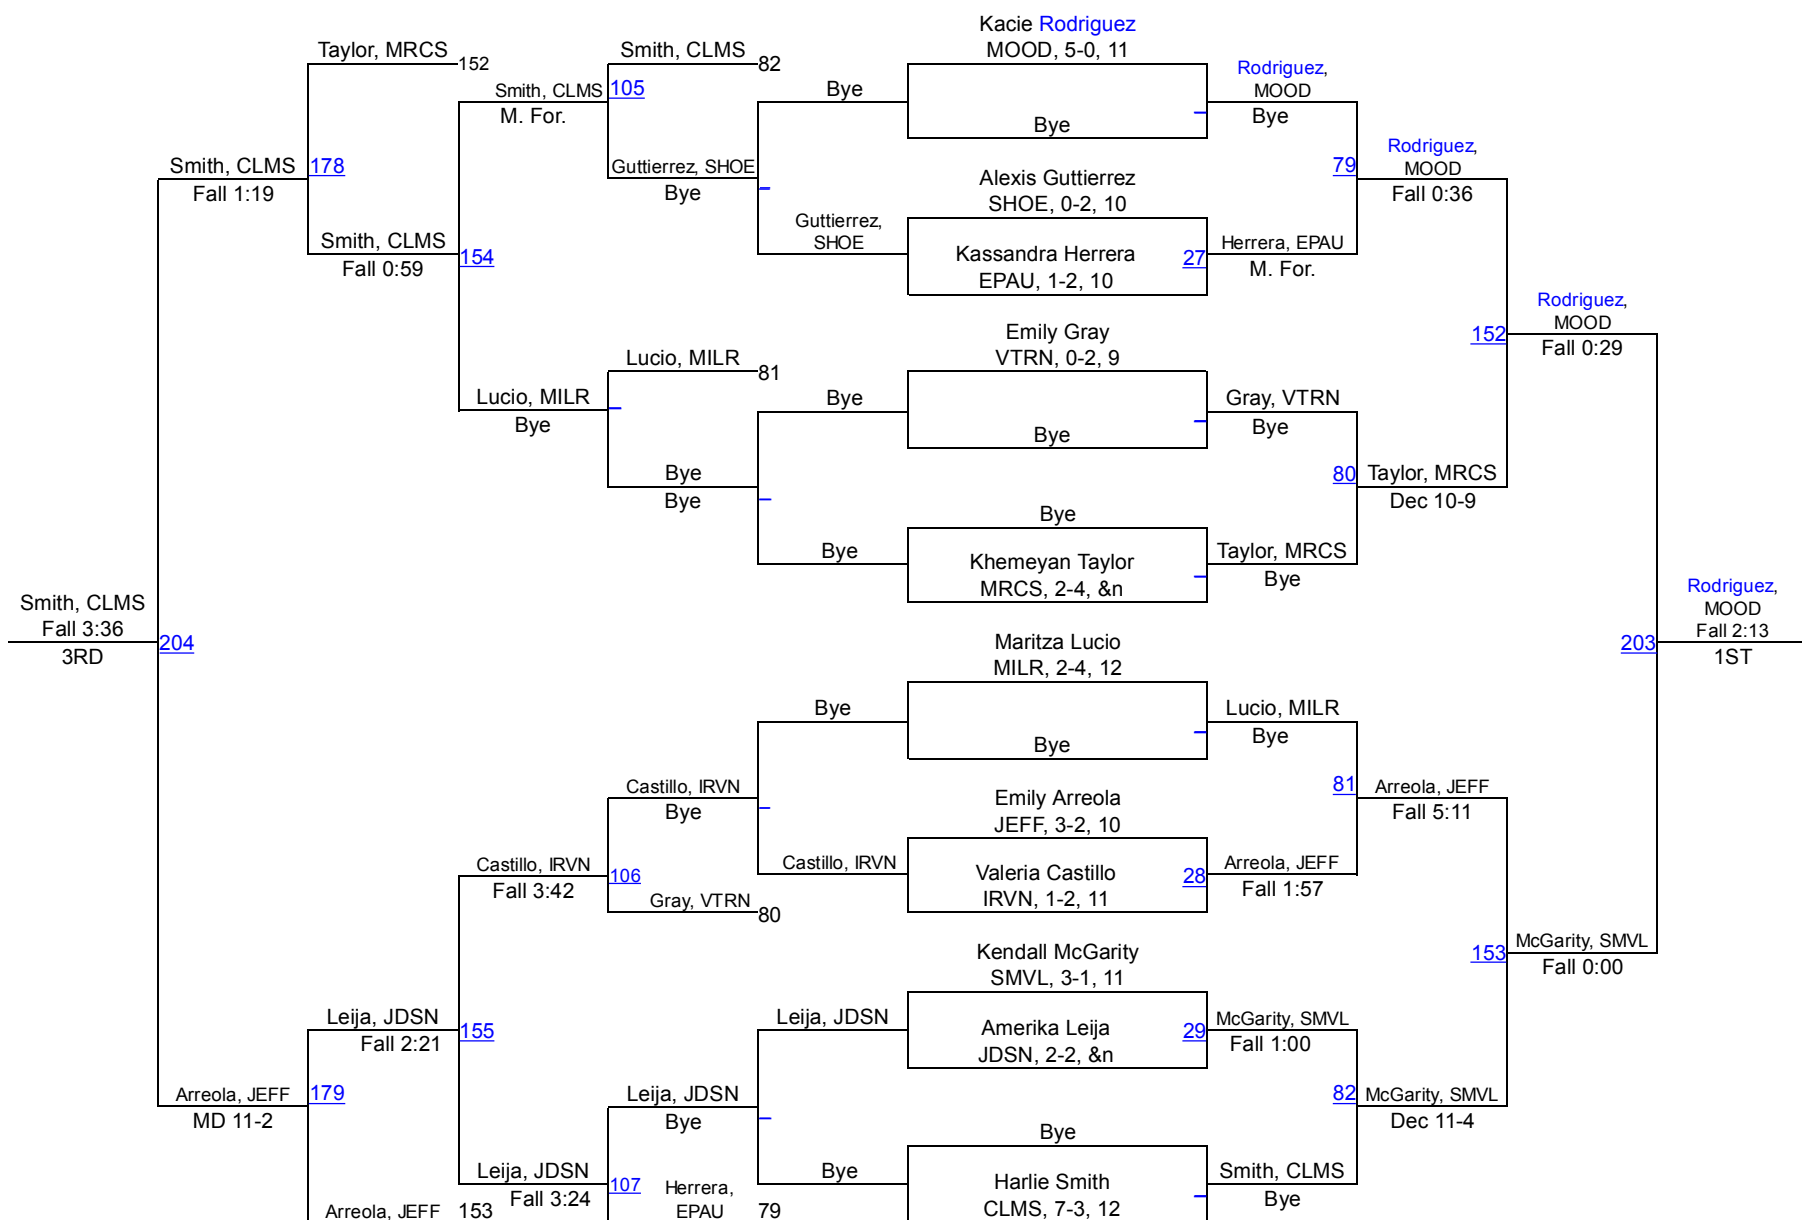 Kacie Rodriguez
Taylor, MRCS
Smith, CLMS
MOOD, 5-0, 11
152
82
Rodriguez,
MOOD
Smith, CLMS
105
Bye
M. For.
Bye
Bye
Rodriguez,
MOOD
Smith, CLMS
178
Guttierrez, SHOE
79
Fall 1:19
Bye
Alexis Guttierrez
Fall 0:36
SHOE, 0-2, 10
Guttierrez,
SHOE
Smith, CLMS
Kassandra Herrera
Herrera, EPAU
Fall 0:59
154
EPAU, 1-2, 10
27
M. For.
Rodriguez,
MOOD
Emily Gray
152
Fall 0:29
Lucio, MILR
VTRN, 0-2, 9
81
Lucio, MILR
Bye
Gray, VTRN
Bye
Bye
Bye
Bye
80
Taylor, MRCS
Bye
Dec 10-9
Bye
Bye
Khemeyan Taylor
Taylor, MRCS
MRCS, 2-4, &n
Bye
Smith, CLMS
Rodriguez,
MOOD
Fall 3:36
Fall 2:13
204
Maritza Lucio
203
3RD
MILR, 2-4, 12
1ST
Bye
Lucio, MILR
Bye
Bye
Castillo, IRVN
81
Arreola, JEFF
Bye
Emily Arreola
Fall 5:11
JEFF, 3-2, 10
Castillo, IRVN
Castillo, IRVN
Valeria Castillo
Arreola, JEFF
Fall 3:42
106
IRVN, 1-2, 11
28
Fall 1:57
Gray, VTRN
80
Kendall McGarity
McGarity, SMVL
SMVL, 3-1, 11
153
Fall 0:00
Leija, JDSN
Leija, JDSN
Amerika Leija
McGarity, SMVL
Fall 2:21
155
JDSN, 2-2, &n
29
Fall 1:00
Arreola, JEFF
179
Leija, JDSN
82
McGarity, SMVL
MD 11-2
Bye
Dec 11-4
Bye
Leija, JDSN
Bye
Harlie Smith
Smith, CLMS
Fall 3:24
107
Herrera,
EPAU
CLMS, 7-3, 12
Bye
Arreola, JEFF
153
79